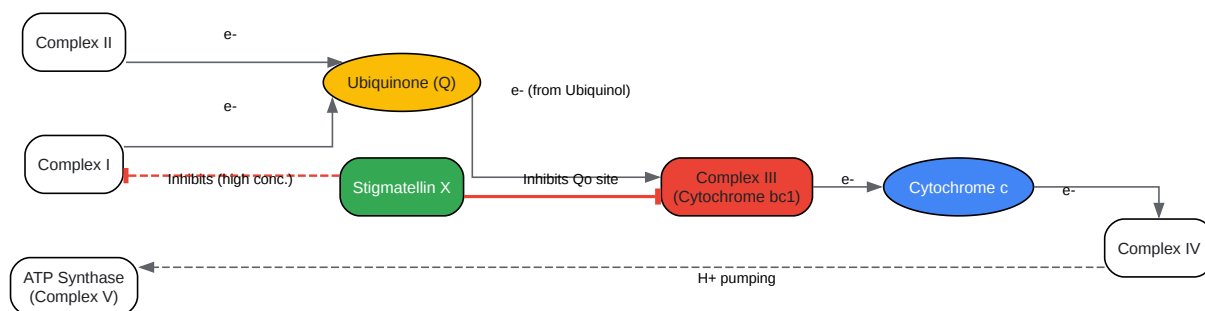 Complex II
e-
Ubiquinone (Q)
e- (from Ubiquinol)
e-
Complex I
Inhibits (high conc.)
Stigmatellin X
Inhibits Qo site
Complex III
(Cytochrome bc1)
e-
Cytochrome c
e-
Complex IV
ATP Synthase
(Complex V)
H+ pumping